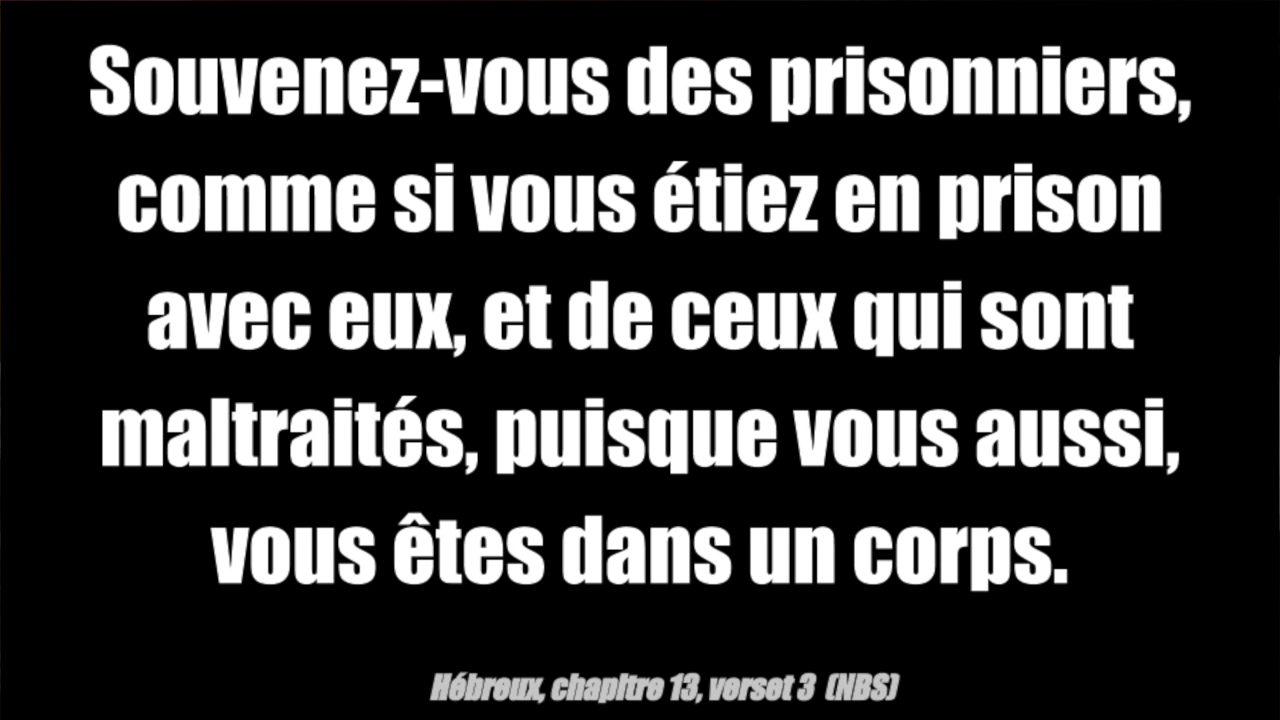 Souvenez-vous des prisonniers,
comme si vous étiez en prison
avec eux, et de ceux qui sont
maltraités, puisque vous aussi,
vous êtes dans un corps.
Hébreux, chapitre 13, verset 3 (NBS)